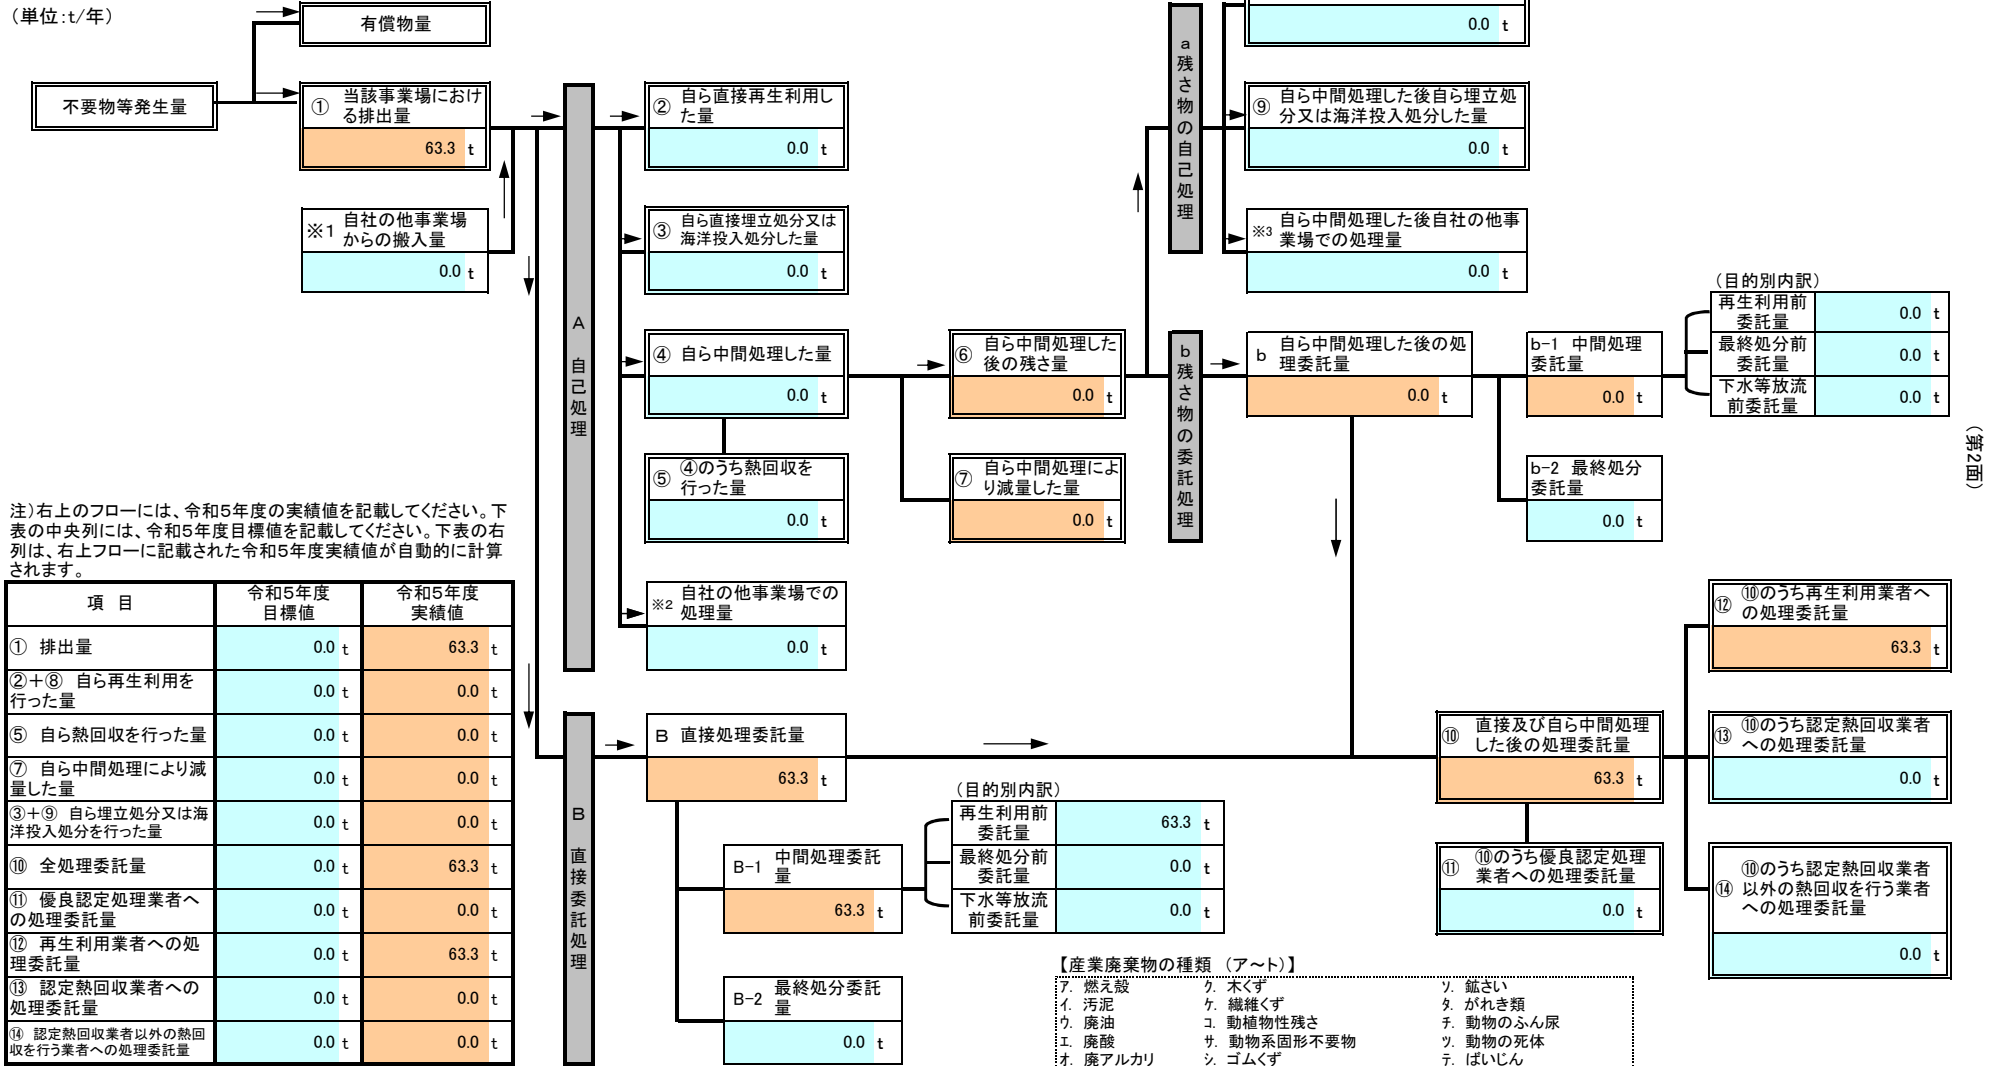 （単位：t/年）
有償物量
不要物等発生量
① 当該事業場におけ
る排出量
63.3 t
※1 自社の他事業場
からの搬入量
0.0 t
A 自己処理
② 自ら直接再生利用し
た量
0.0 t
③ 自ら直接埋立処分又は
海洋投入処分した量
0.0 t
④ 自ら中間処理した量
0.0 t
⑤ ④のうち熱回収を
行った量
0.0 t
※2 自社の他事業場での
処理量
0.0 t
⑥ 自ら中間処理した
後の残さ量
0.0 t
⑦ 自ら中間処理によ
り減量した量
0.0 t
a 残さ物の自己処理
0.0 t
⑨ 自ら中間処理した後自ら埋立処
分又は海洋投入処分した量
0.0 t
※3 自ら中間処理した後自社の他事
業場での処理量
0.0 t
b 残さ物の委託処理
b 自ら中間処理した後の処
理委託量
0.0 t
b-1 中間処理
委託量
0.0 t
b-2 最終処分
委託量
0.0 t
（目的別内訳）
再生利用前
委託量
0.0 t
最終処分前
委託量
0.0 t
下水等放流
前委託量
0.0 t
（第2面）
注）右上のフローには、令和5年度の実績値を記載してください。下
表の中央列には、令和5年度目標値を記載してください。下表の右
列は、右上フローに記載された令和5年度実績値が自動的に計算
されます。
項 目 令和5年度
目標値 令和5年度
実績値
① 排出量 0.0 t 63.3 t
②＋⑧ 自ら再生利用を
行った量 0.0 t 0.0 t
⑤ 自ら熱回収を行った量 0.0 t 0.0 t
⑦ 自ら中間処理により減
量した量 0.0 t 0.0 t
③＋⑨ 自ら埋立処分又は海
洋投入処分を行った量 0.0 t 0.0 t
⑩ 全処理委託量 0.0 t 63.3 t
⑪ 優良認定処理業者へ
の処理委託量 0.0 t 0.0 t
⑫ 再生利用業者への処
理委託量 0.0 t 63.3 t
⑬ 認定熱回収業者への
処理委託量 0.0 t 0.0 t
⑭ 認定熱回収業者以外の熱回
収を行う業者への処理委託量 0.0 t 0.0 t
B 直接委託処理
B 直接処理委託量
63.3 t
B-1 中間処理委託
量
63.3 t
B-2 最終処分委託
量
0.0 t
（目的別内訳）
再生利用前
委託量
63.3 t
最終処分前
委託量
0.0 t
下水等放流
前委託量
0.0 t
⑩ 直接及び自ら中間処理
した後の処理委託量
63.3 t
⑪ ⑩のうち優良認定処理
業者への処理委託量
0.0 t
⑫ ⑩のうち再生利用業者へ
の処理委託量
63.3 t
⑬ ⑩のうち認定熱回収業者
への処理委託量
0.0 t
⑭ ⑩のうち認定熱回収業者
以外の熱回収を行う業者
への処理委託量
0.0 t
【産業廃棄物の種類 （ア～ト）】
ア. 燃え殻 ク. 木くず ソ. 鉱さい
イ. 汚泥 ケ. 繊維くず タ. がれき類
ウ. 廃油 コ. 動植物性残さ チ. 動物のふん尿
エ. 廃酸 サ. 動物系固形不要物 ツ. 動物の死体
オ. 廃アルカリ シ. ゴムくず テ. ばいじん